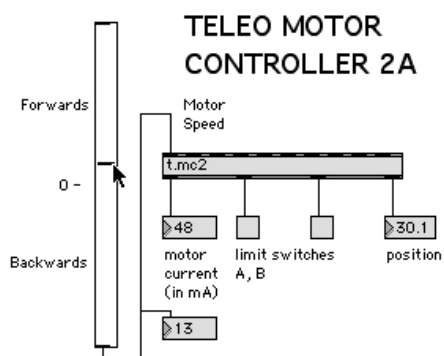 TELEO MOTOR
CONTROLLER 2A
Forwards
Motor
Speed
t.mc2
0 -
48
30.1
Backwards
motor
current
(in mA)
limit switches
A, B
position
13